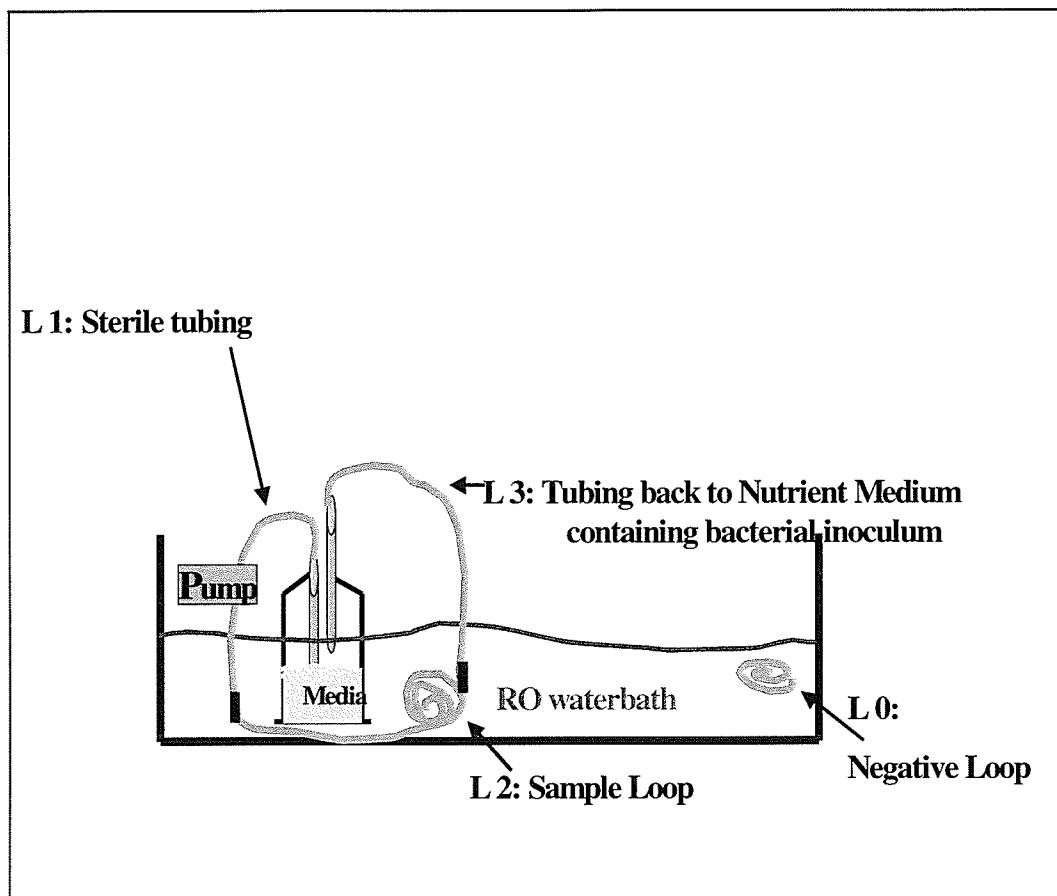 L 1: Sterile tubing
L 3: Tubing back to Nutrient Medium
containing bacterial inoculum
Pump
Media
RO waterbath
L 0:
Negative Loop
L 2: Sample Loop